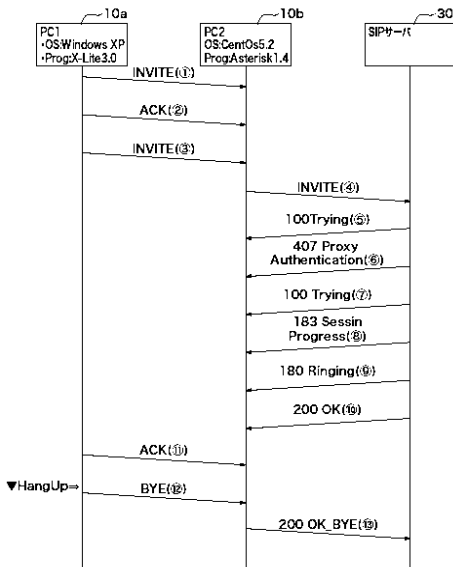 10a
10b
30
PC1
・OS:Windows XP
・Prog:X-Lite3.0
PC2
OS:CentOs5.2
Prog:Asterisk1.4
SIPサーバ
INVITE(①)
ACK(②)
INVITE(③)
INVITE(④)
100Trying(⑤)
407 Proxy
Authentication(⑥)
100 Trying(⑦)
183 Sessin
Progress(⑧)
180 Ringing(⑨)
200 OK(⑩)
ACK(⑪)
▼HangUp⇒
BYE(⑫)
200 OK_BYE(⑬)